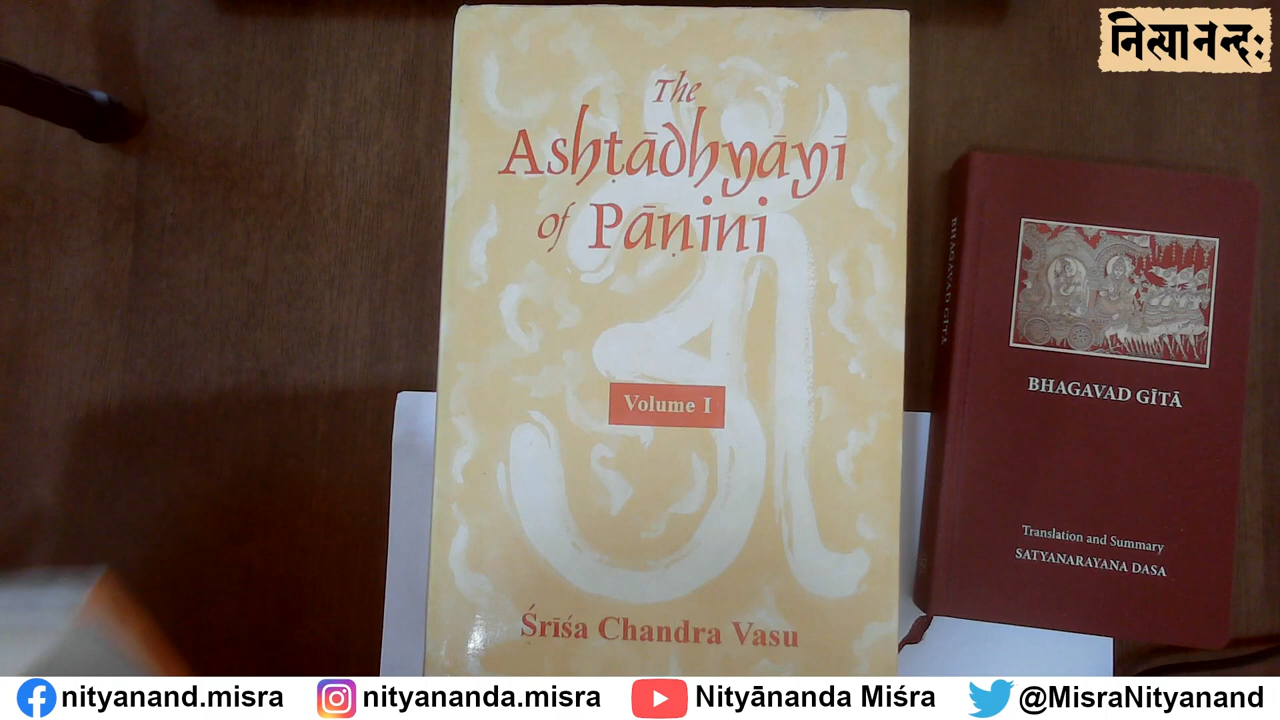 नित्यानन्दः
The
Ashṭādhyāyī
of Pāṇini
Volume I
Śrīśa Chandra Vasu
BHAGAVAD GĪTĀ
BHAGAVAD GĪTĀ
Translation and Summary
SATYANARAYANA DASA
nityanand.misra
nityananda.misra
Nityānanda Miśra
@MisraNityanand